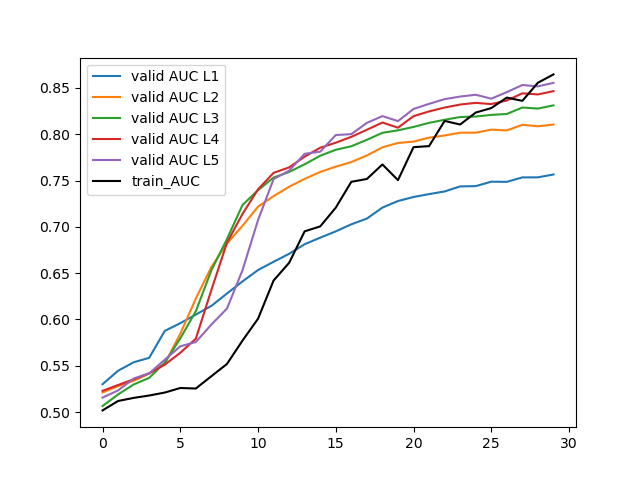 valid AUC L1
valid AUC L2
valid AUC L3
valid AUC L4
valid AUC L5
train_AUC
0.85
0.80
0.75
0.70
0.65
0.60
0.55
0.50
0 5 10 15 20 25 30